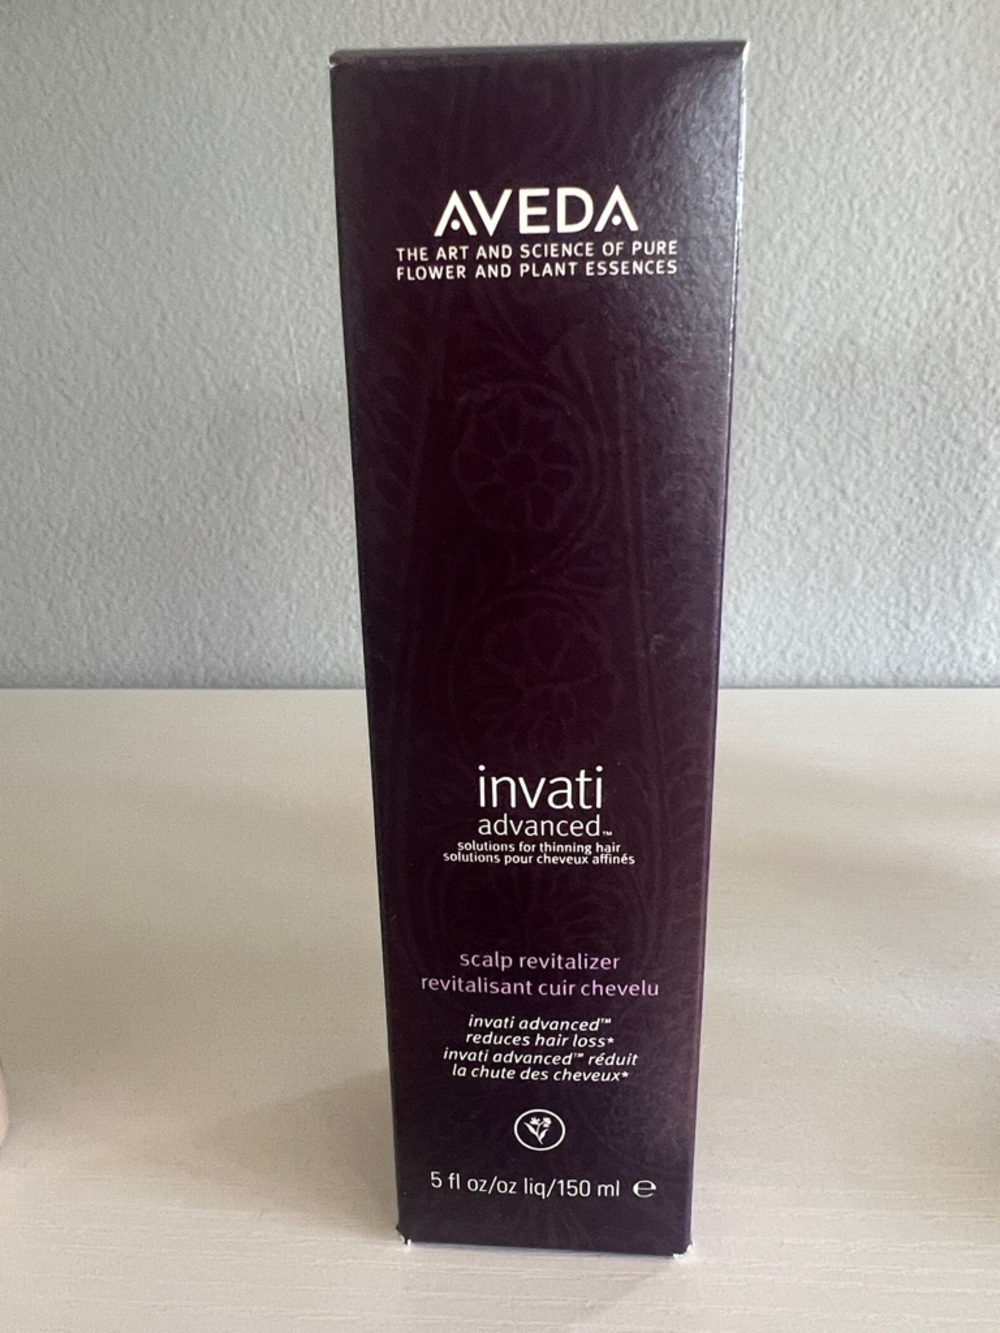 AVEDA
THE ART AND SCIENCE OF PURE
FLOWER AND PLANT ESSENCES
invati
advanced™
solutions for thinning hair
solutions pour cheveux affinés
scalp revitalizer
revitalisant cuir chevelu
invati advanced™
reduces hair loss*
invati advanced™ réduit
la chute des cheveux*
5 fl oz/oz liq/150 ml ℮